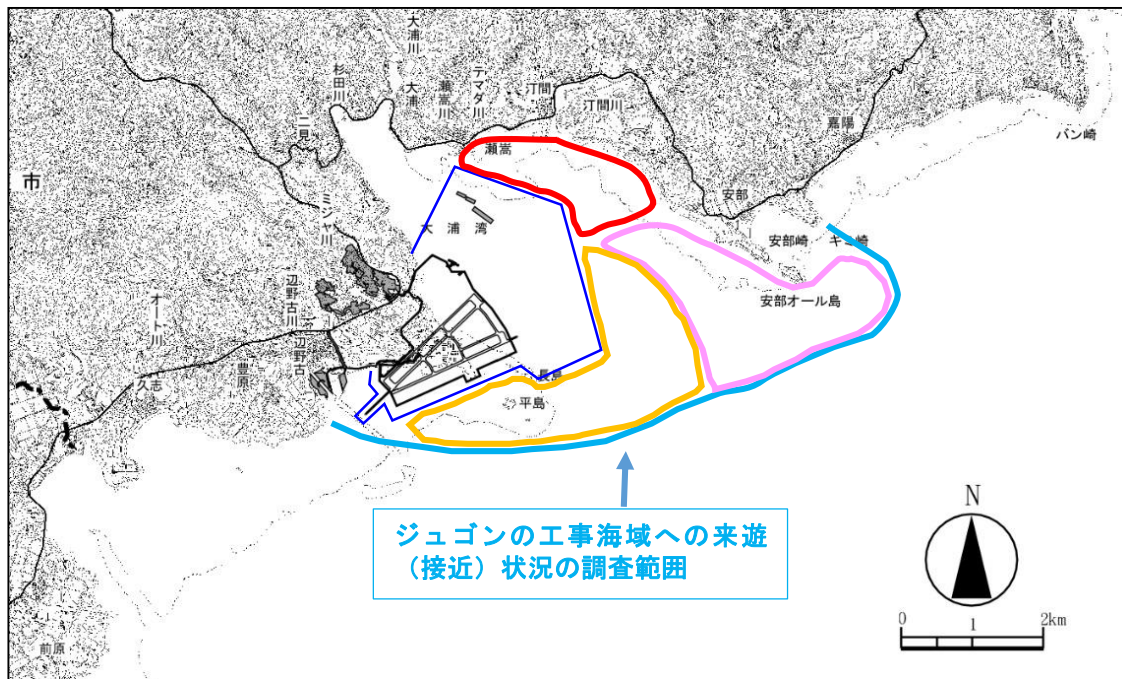 大浦川
杉田川
大浦
瀬嵩川
テマダ川
汀間
汀間川
二見
瀬嵩
嘉陽
バン崎
市
ミジャ川
安部
大浦湾
安部崎
キミ崎
安部オール島
オート川
辺野古川
辺野古
豊原
久志
長島
平島
ジュゴンの工事海域への来遊
（接近）状況の調査範囲
N
0 1 2km
前原